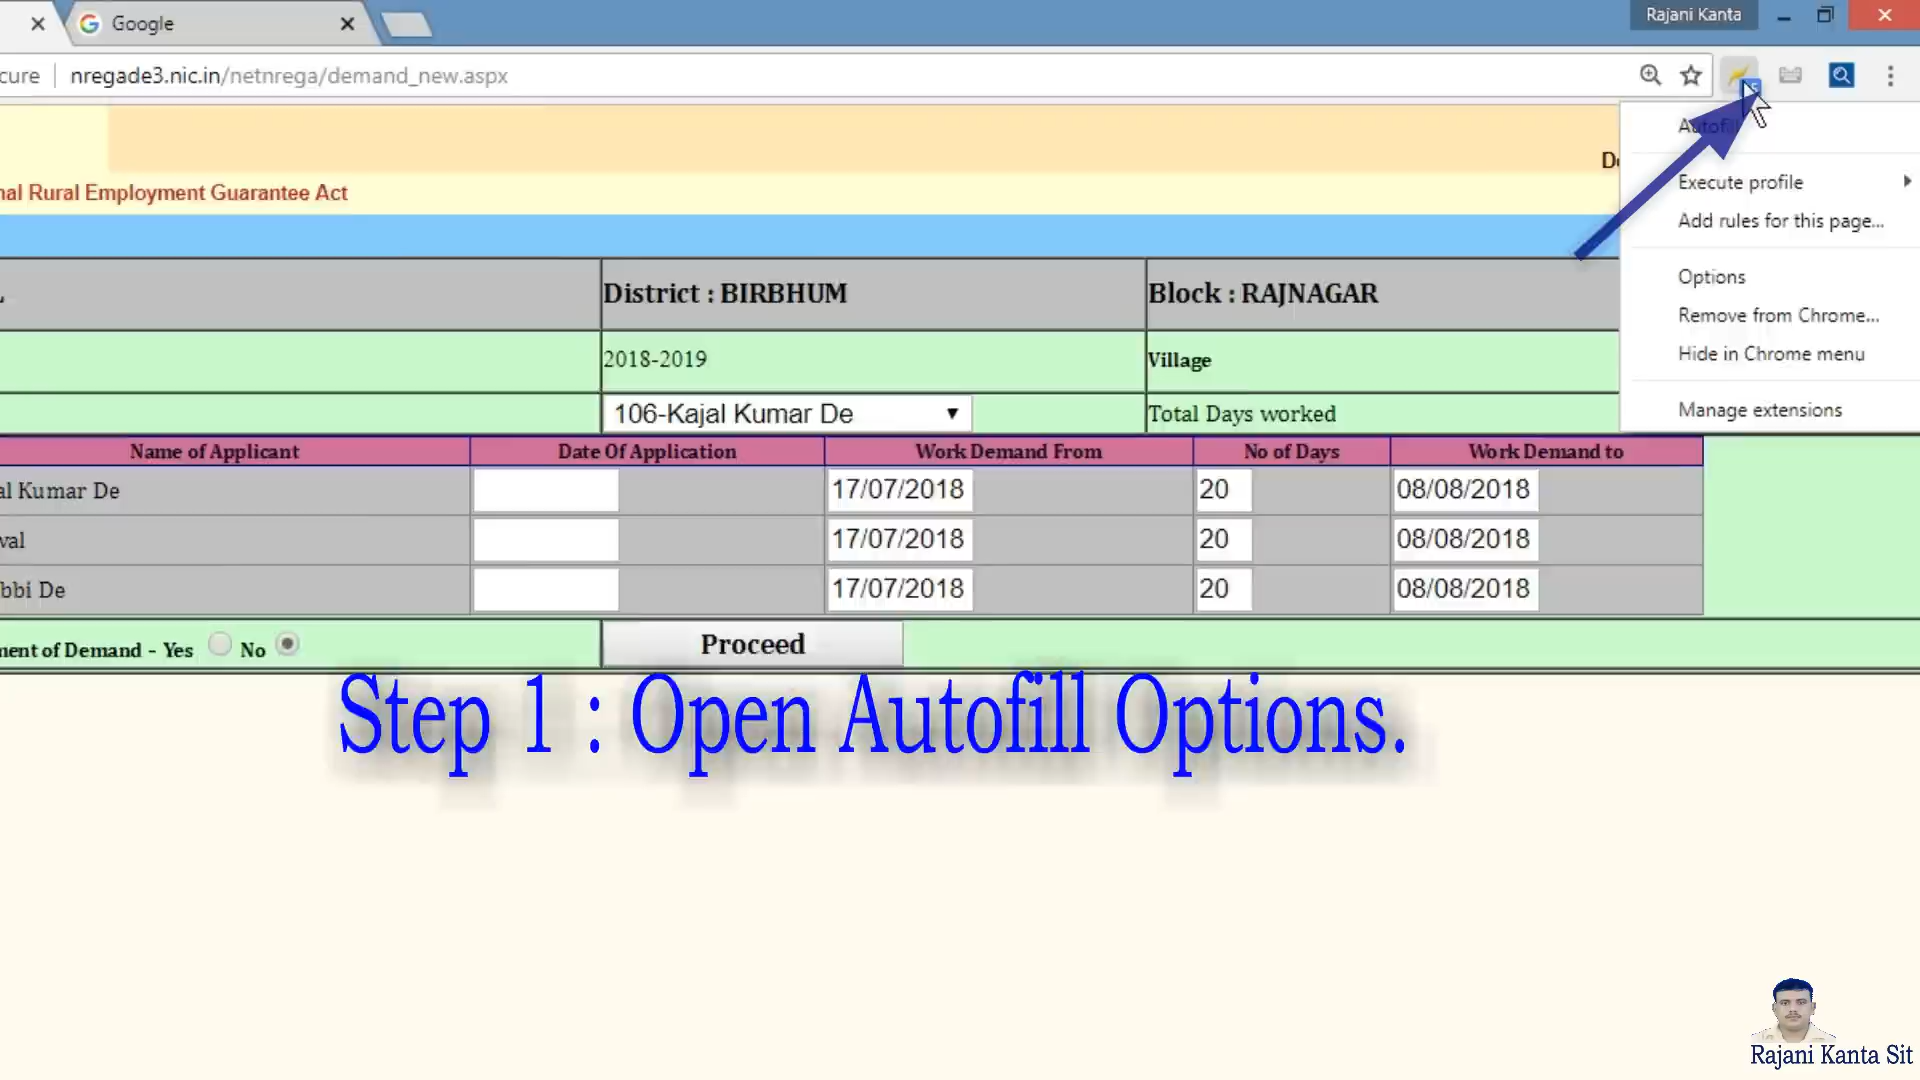 Google
Rajani Kanta
cure
nregade3.nic.in/netnrega/demand_new.aspx
Autofill
Execute profile
Add rules for this page...
Options
Remove from Chrome...
Hide in Chrome menu
Manage extensions
nal Rural Employment Guarantee Act
District : BIRBHUM
Block : RAJNAGAR
2018-2019
Village
106-Kajal Kumar De
Total Days worked
Name of Applicant Date Of Application Work Demand From No of Days Work Demand to
al Kumar De 17/07/2018 20 08/08/2018
val 17/07/2018 20 08/08/2018
bbi De 17/07/2018 20 08/08/2018
ment of Demand - Yes No
Proceed
Step 1 : Open Autofill Options.
Rajani Kanta Sit